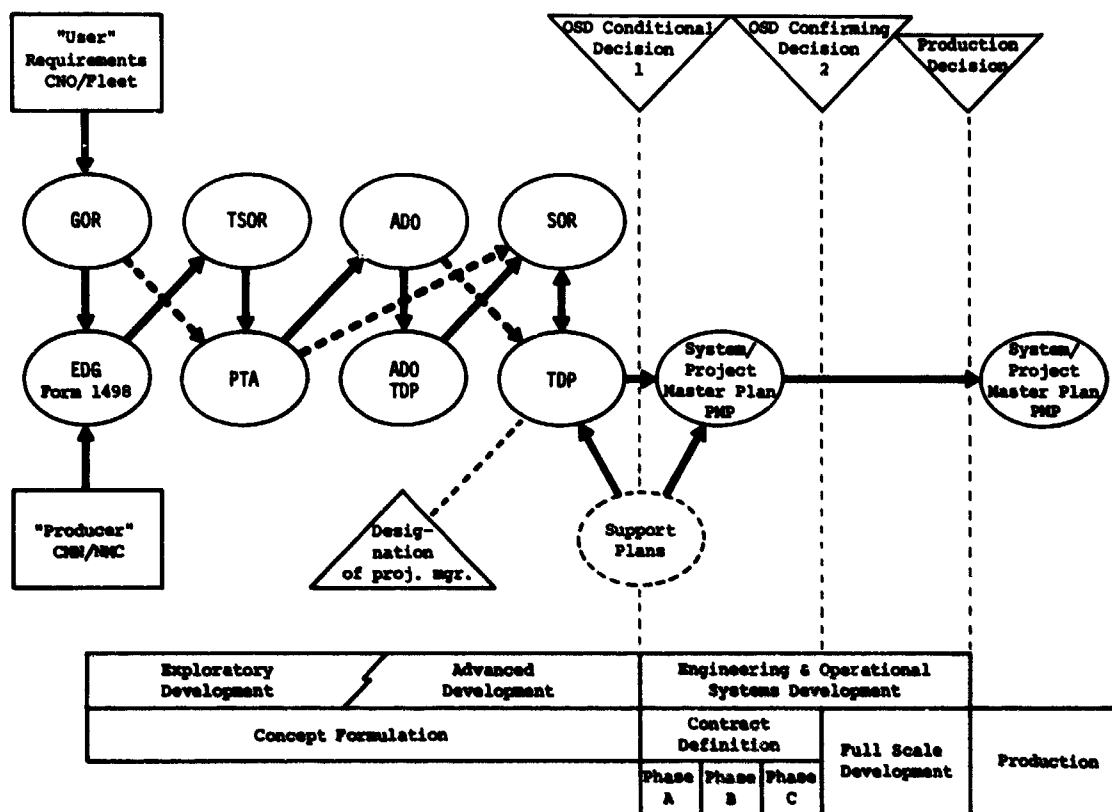 "User"
Requirements
CNO/Fleet
OSD Conditional
Decision
1
OSD Confirming
Decision
2
Production
Decision
GOR
TSOR
ADO
SOR
EDG
Form 1498
PTA
ADO
TDP
TDP
System/
Project
Master Plan
PMP
System/
Project
Master Plan
PMP
"Producer"
CMN/NMC
Desig-
nation
of proj. mgr.
Support
Plans
Exploratory
Development
Advanced
Development
Engineering & Operational
Systems Development
Concept Formulation
Contract
Definition
Full Scale
Development
Production
Phase
A
Phase
B
Phase
C